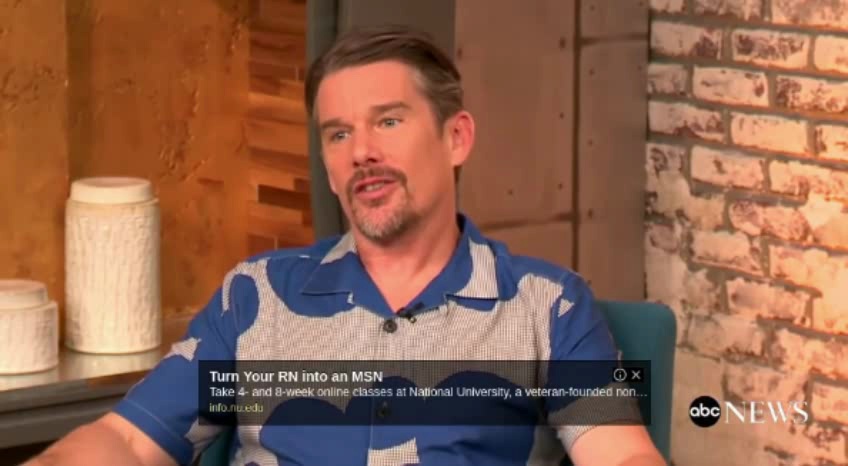 Turn Your RN into an MSN
Take 4- and 8-week online classes at National University, a veteran-founded non...
info.nu.edu
abc NEWS